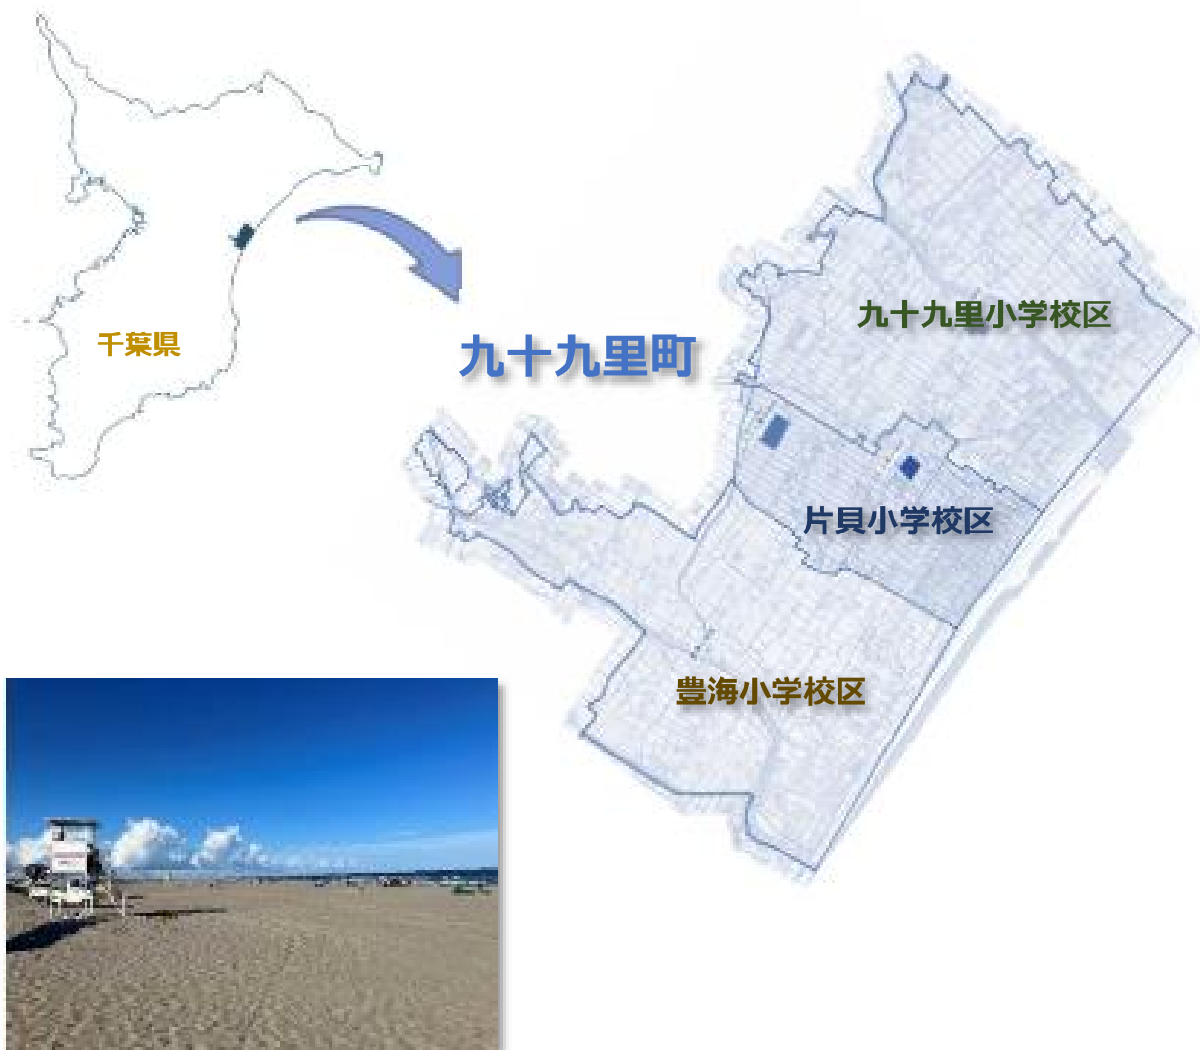 千葉県
九十九里町
九十九里小学校区
片貝小学校区
豊海小学校区